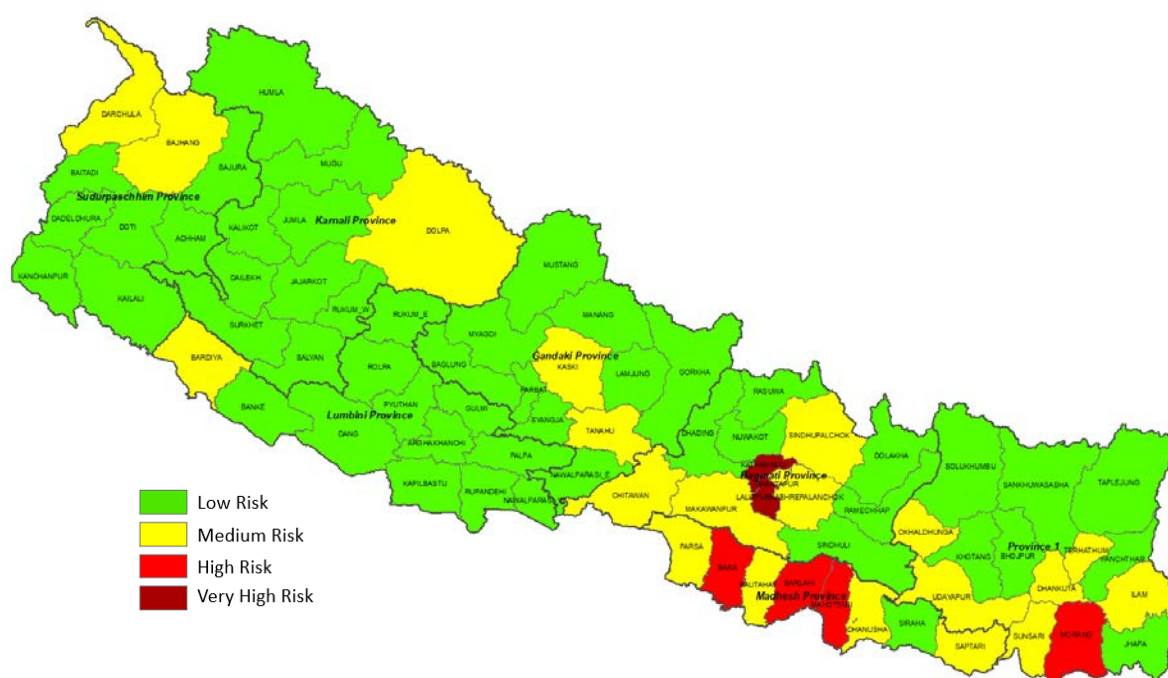 HUMLA
DARCHULA
BAJHANG
BAJURA
MUGU
BAITADI
Sudurpaschhim Province
DADELDHURA
DOTI
ACHHAM
KALIKOT
JUMLA
Karnali Province
DOLPA
KANCHANPUR
KAILALI
DAILEKH
JAJARKOT
RUKUM_W
RUKUM_E
MUSTANG
MANANG
SURKHET
SALYAN
BARDIYA
ROLPA
MYAGDI
BAGLUNG
Gandaki Province
KASKI
LAMJUNG
GORKHA
PARBAT
BANKE
PYUTHAN
GULMI
Lumbini Province
DANG
ARGHAKHANCHI
TANAHU
PALPA
KAPILBASTU
RUPANDEHI
NAWALPARASI_E
CHITAWAN
DHADING
RASUWA
NUWAKOT
SINDHUPALCHOK
Bagmati Province
MAKAWANPUR
DOLAKHA
RAMECHHAP
SINDHULI
SOLUKHUMBU
SANKHUWASABHA
TAPLEJUNG
OKHALDHUNGA
KHOTANG
BHOJPUR
Province 1
TERHATHUM
PANCHTHAR
DHANKUTA
ILAM
UDAYAPUR
PARSA
BARA
SARLAHI
Madhesh Province
DHANUSHA
SIRAHA
SAPTARI
SUNSARI
MORANG
JHAPA
Low Risk
Medium Risk
High Risk
Very High Risk